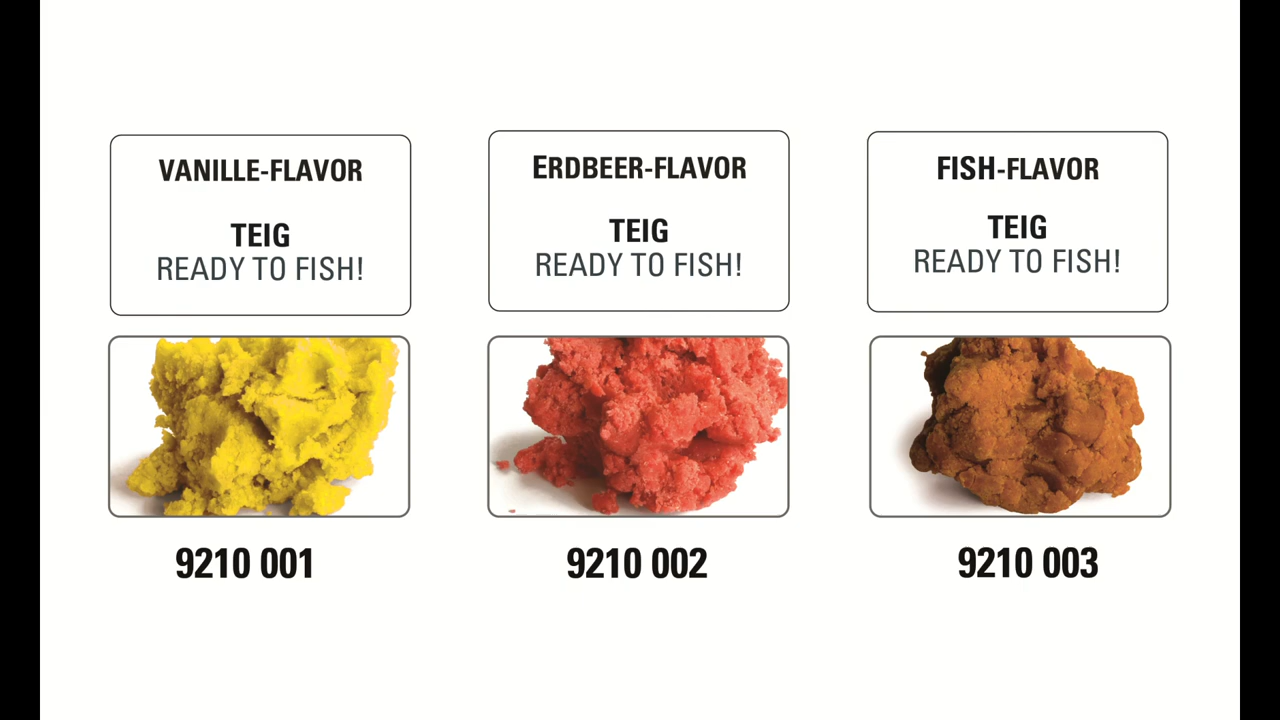 VANILLE-FLAVOR
TEIG
READY TO FISH!
9210 001
ERDBEER-FLAVOR
TEIG
READY TO FISH!
9210 002
FISH-FLAVOR
TEIG
READY TO FISH!
9210 003